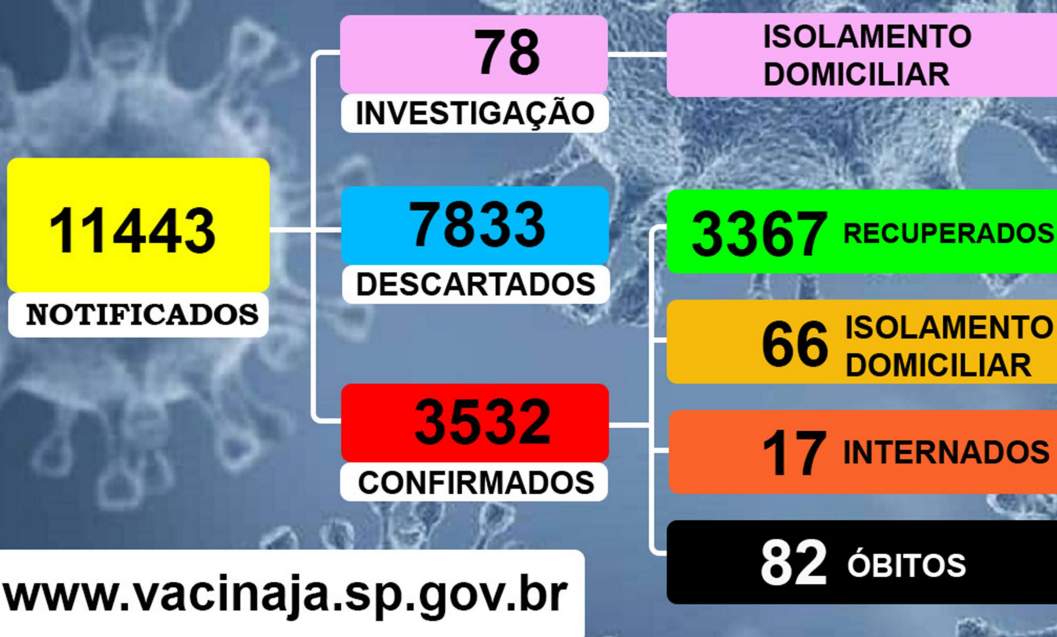 11443
NOTIFICADOS
78
INVESTIGAÇÃO
ISOLAMENTO
DOMICILIAR
7833
DESCARTADOS
3532
CONFIRMADOS
3367 RECUPERADOS
66 ISOLAMENTO
DOMICILIAR
17 INTERNADOS
82 ÓBITOS
www.vacinaja.sp.gov.br